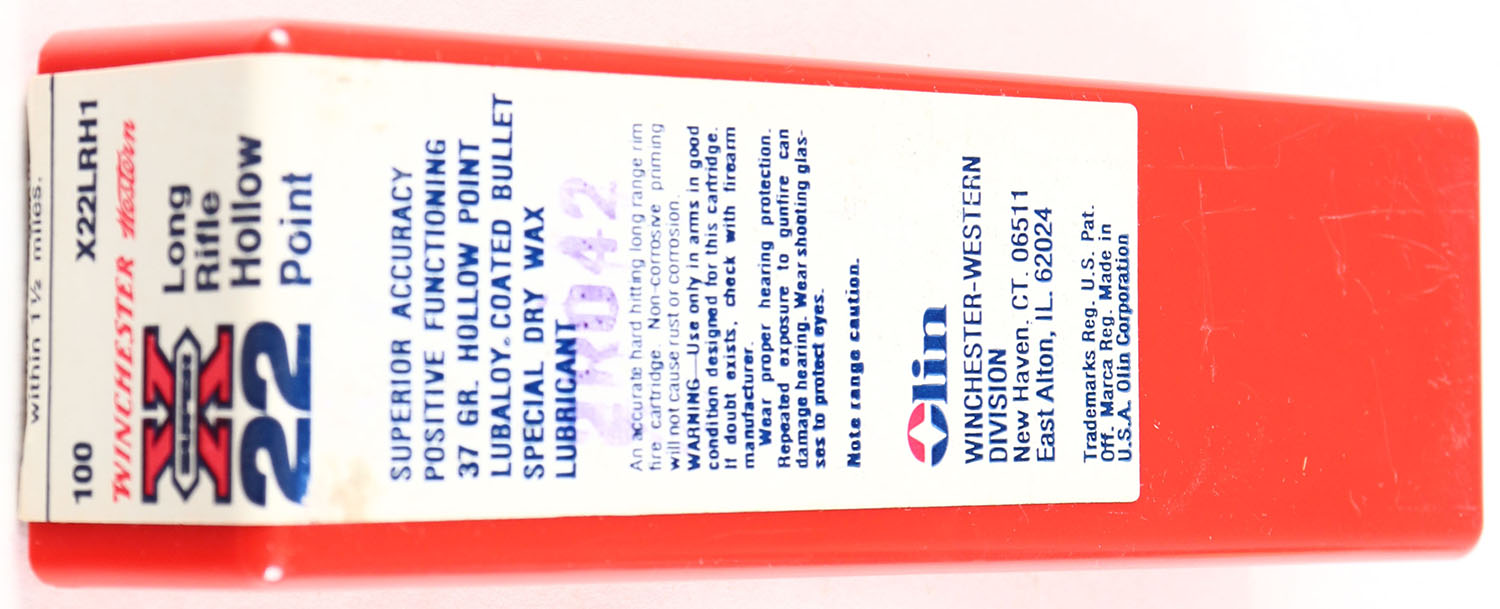 within 1½ miles.
100 X22LRH1
WINCHESTER Western
SUPER X
22 Long
Rifle
Hollow
Point
SUPERIOR ACCURACY
POSITIVE FUNCTIONING
37 GR. HOLLOW POINT
LUBALOY® COATED BULLET
SPECIAL DRY WAX
LUBRICANT
2R042
An accurate hard hitting long range rim
fire cartridge. Non-corrosive priming
will not cause rust or corrosion.
WARNING—Use only in arms in good
condition designed for this cartridge.
If doubt exists, check with firearm
manufacturer.
Wear proper hearing protection.
Repeated exposure to gunfire can
damage hearing. Wear shooting glas-
ses to protect eyes.
Note range caution.
Olin
WINCHESTER-WESTERN
DIVISION
New Haven, CT. 06511
East Alton, IL. 62024
Trademarks Reg. U.S. Pat.
Off. Marca Reg. Made in
U.S.A. Olin Corporation